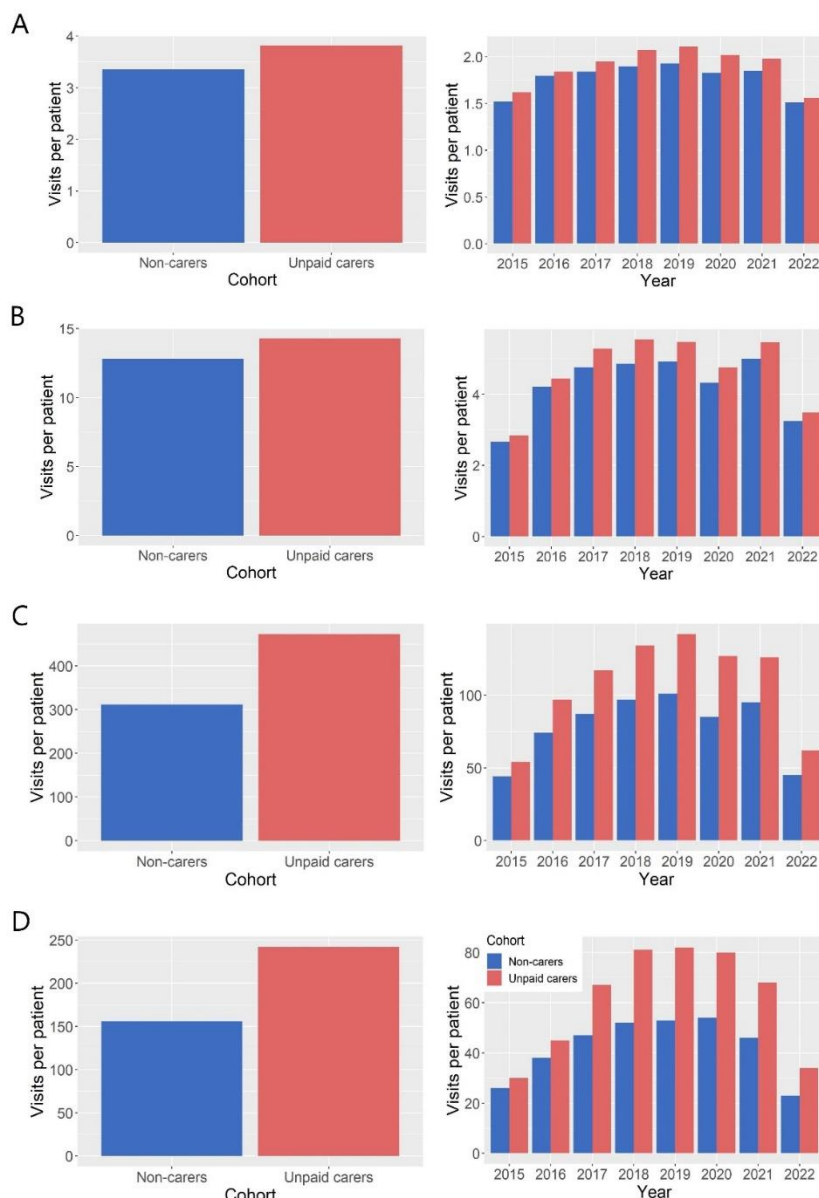 A
Visits per patient
4
3
2
1
0
Non-carers Unpaid carers
Cohort
Visits per patient
2.0
1.5
1.0
0.5
0.0
2015 2016 2017 2018 2019 2020 2021 2022
Year
B
Visits per patient
15
10
5
0
Non-carers Unpaid carers
Cohort
Visits per patient
4
2
0
2015 2016 2017 2018 2019 2020 2021 2022
Year
C
Visits per patient
400
300
200
100
0
Non-carers Unpaid carers
Cohort
Visits per patient
100
50
0
2015 2016 2017 2018 2019 2020 2021 2022
Year
D
Visits per patient
250
200
150
100
50
0
Non-carers Unpaid carers
Cohort
Visits per patient
80
60
40
20
0
Cohort
Non-carers
Unpaid carers
2015 2016 2017 2018 2019 2020 2021 2022
Year